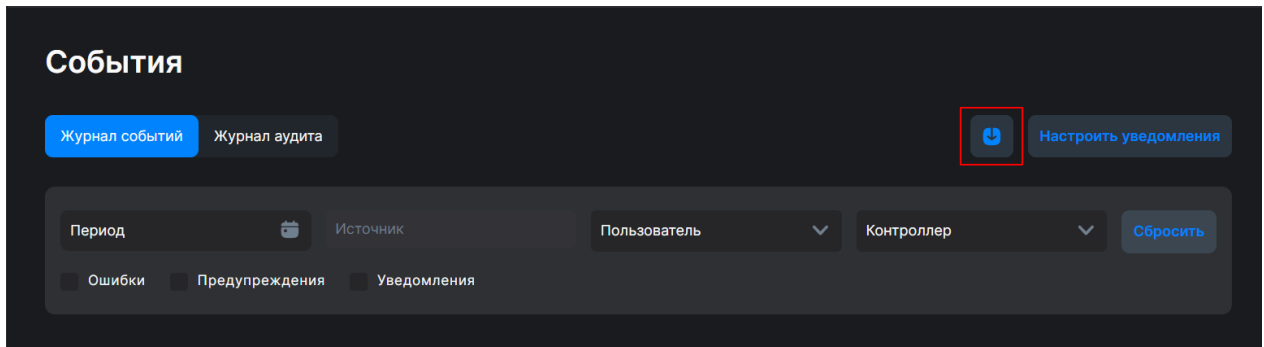 События
Журнал событий Журнал аудита Настроить уведомления
Период Источник Пользователь Контроллер Сбросить
Ошибки Предупреждения Уведомления